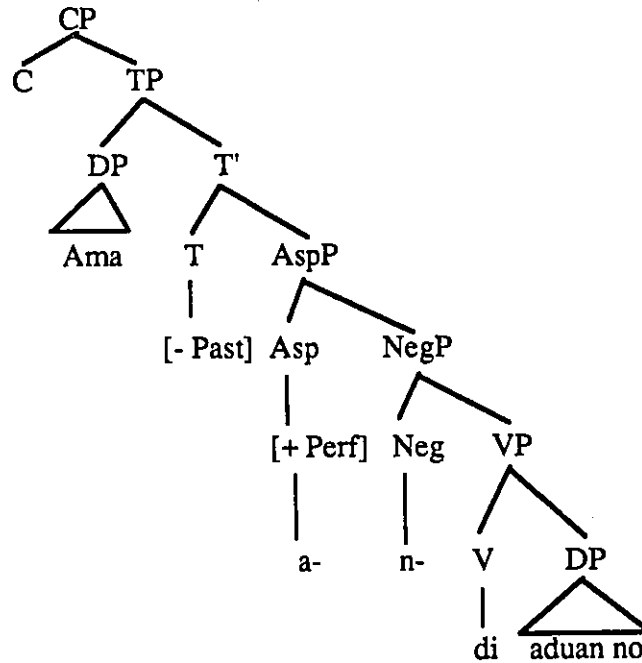 CP
C TP
DP T'
Ama T AspP
[- Past] Asp NegP
[+ Perf] Neg VP
a- n- V DP
di aduan no